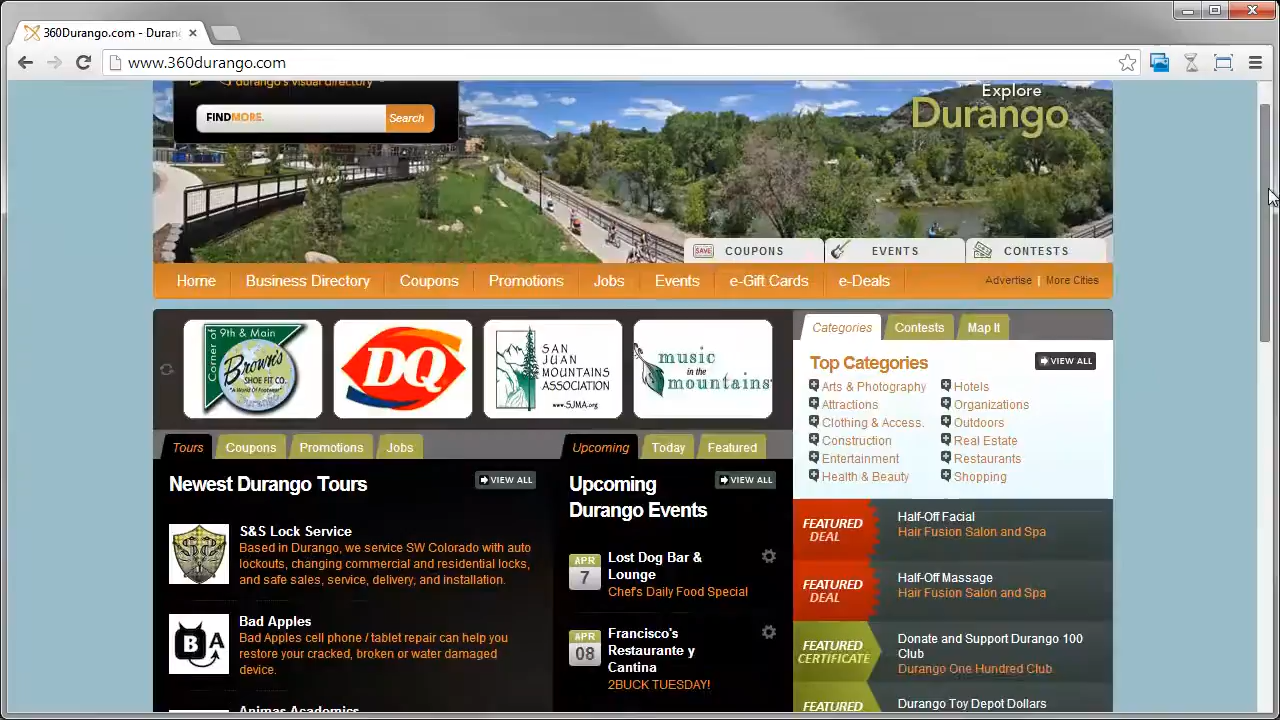 360Durango.com - Duran
www.360durango.com
durango's visual directory
FINDMORE.
Search
Explore
Durango
COUPONS
EVENTS
CONTESTS
Home
Business Directory
Coupons
Promotions
Jobs
Events
e-Gift Cards
e-Deals
Advertise | More Cities
Corner of 9th & Main
Brown's
SHOE FIT CO.
"A World Of Footwear"
Durango
DQ
SAN
JUAN
MOUNTAINS
ASSOCIATION
www.SJMA.org
music
in the
mountains
Categories
Contests
Map It
Top Categories
VIEW ALL
Arts & Photography
Hotels
Attractions
Organizations
Clothing & Access.
Outdoors
Construction
Real Estate
Entertainment
Restaurants
Health & Beauty
Shopping
Tours
Coupons
Promotions
Jobs
Newest Durango Tours
VIEW ALL
S&S Lock Service
Based in Durango, we service SW Colorado with auto
lockouts, changing commercial and residential locks,
and safe sales, service, delivery, and installation.
Bad Apples
BA
Bad Apples cell phone / tablet repair can help you
restore your cracked, broken or water damaged
device.
Animas Academics
Upcoming
Today
Featured
Upcoming
Durango Events
VIEW ALL
APR
7
Lost Dog Bar &
Lounge
Chef's Daily Food Special
APR
08
Francisco's
Restaurante y
Cantina
2BUCK TUESDAY!
FEATURED
DEAL
Half-Off Facial
Hair Fusion Salon and Spa
FEATURED
DEAL
Half-Off Massage
Hair Fusion Salon and Spa
FEATURED
CERTIFICATE
Donate and Support Durango 100
Club
Durango One Hundred Club
FEATURED
Durango Toy Depot Dollars